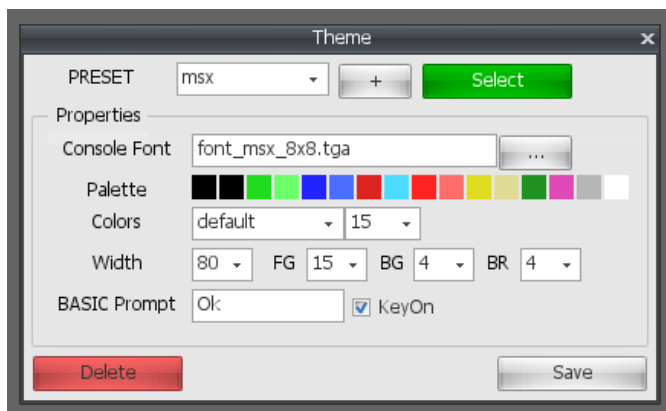 Theme x
PRESET msx + Select
Properties
Console Font font_msx_8x8.tga ...
Palette
Colors default 15
Width 80 FG 15 BG 4 BR 4
BASIC Prompt Ok KeyOn
Delete Save